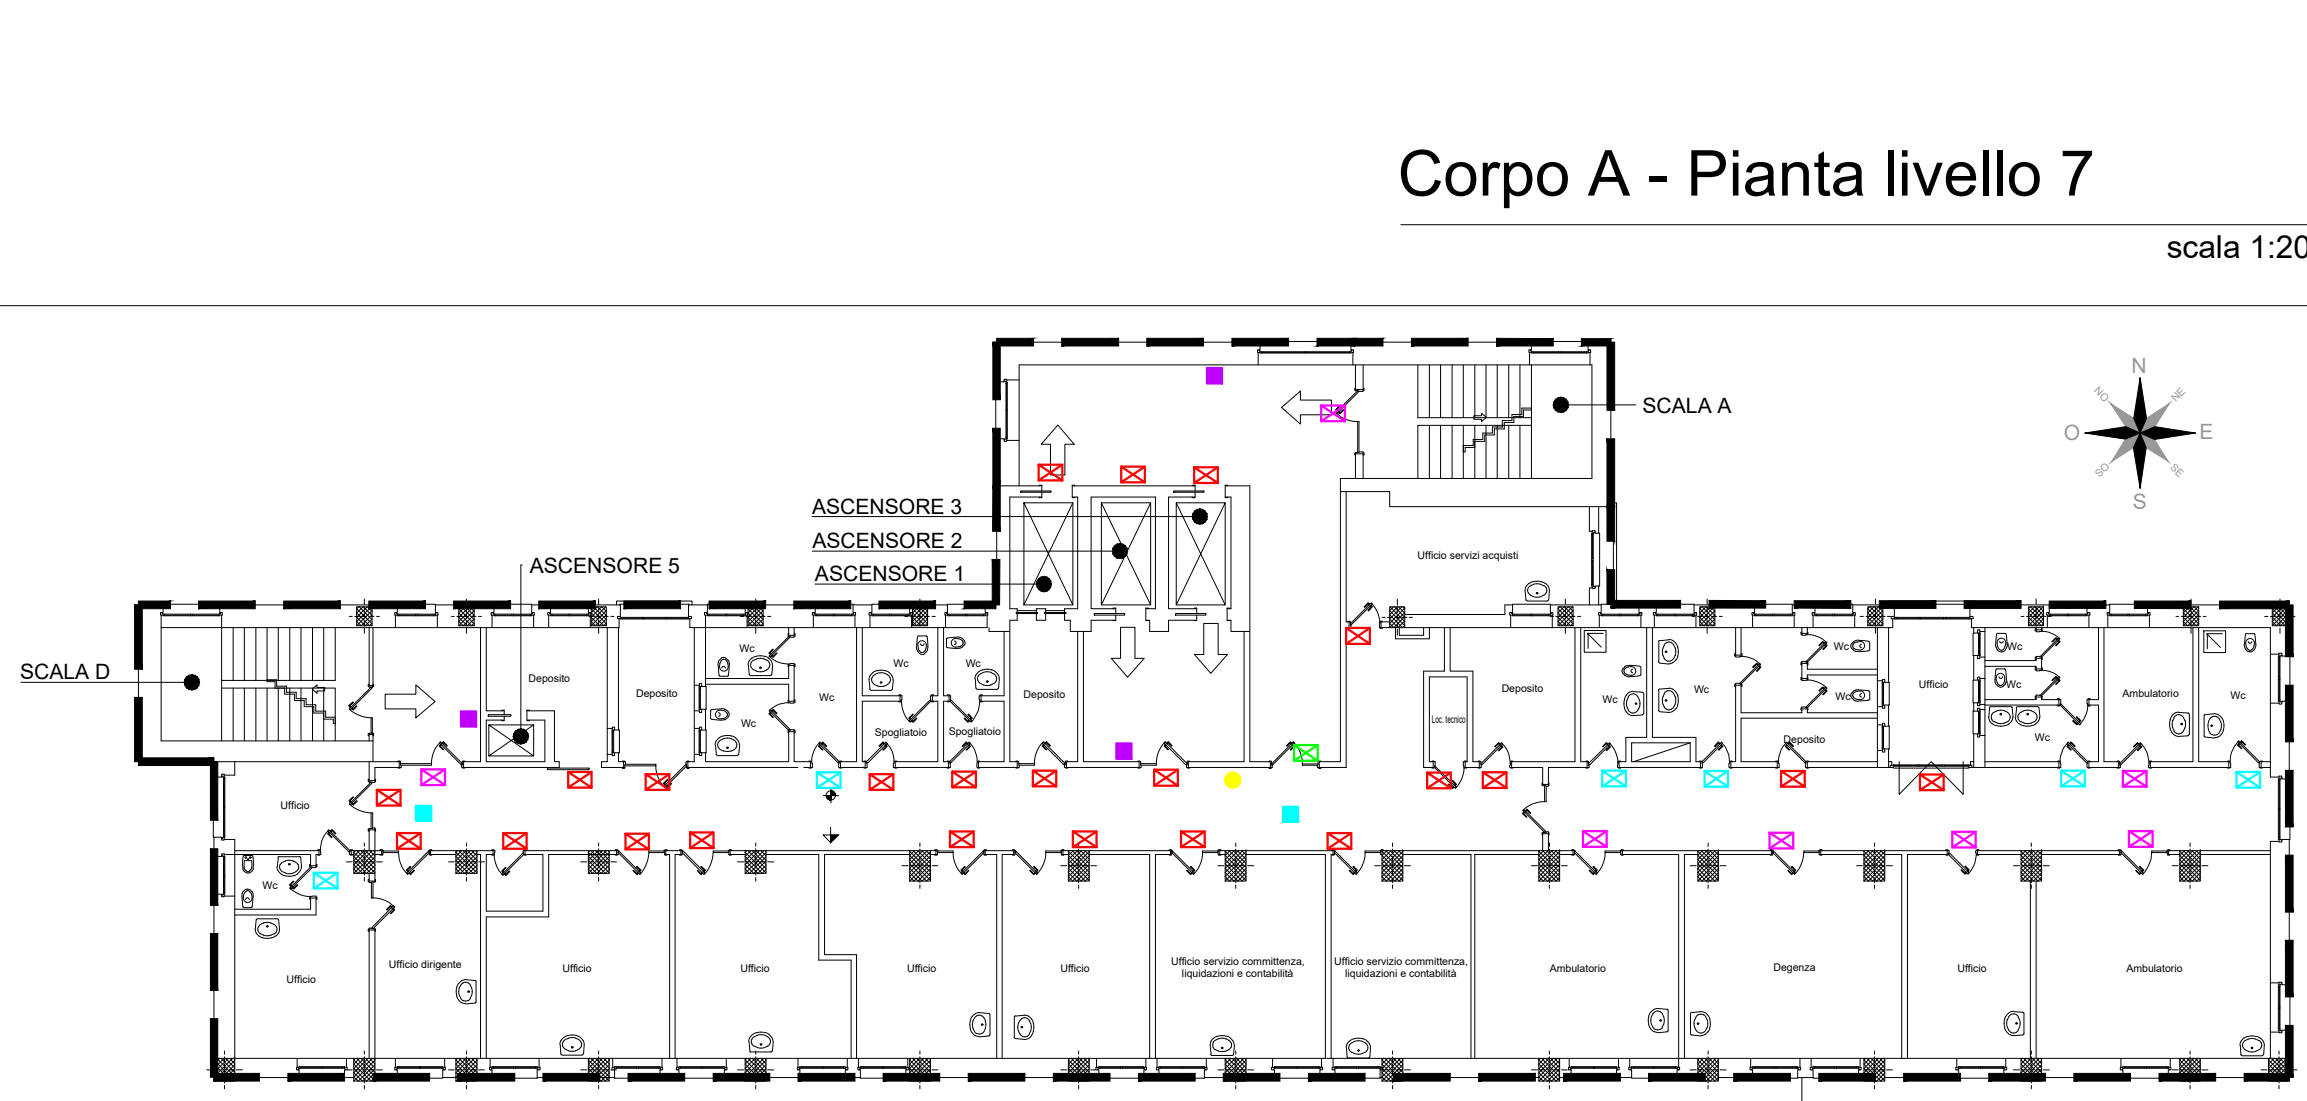 Corpo A - Pianta livello 7
scala 1:20
N
NO
NE
O
E
SO
SE
S
SCALA A
ASCENSORE 3
ASCENSORE 2
ASCENSORE 1
ASCENSORE 5
SCALA D
Ufficio servizi acquisti
Deposito
Deposito
Wc
Wc
Wc
Wc
Spogliatoio
Wc
Spogliatoio
Deposito
Loc. tecnico
Deposito
Wc
Wc
Wc
Wc
Deposito
Ufficio
Wc
Wc
Wc
Ambulatorio
Wc
Ufficio
Wc
Ufficio
Ufficio dirigente
Ufficio
Ufficio
Ufficio
Ufficio
Ufficio servizio committenza,
liquidazioni e contabilità
Ufficio servizio committenza,
liquidazioni e contabilità
Ambulatorio
Degenza
Ufficio
Ambulatorio